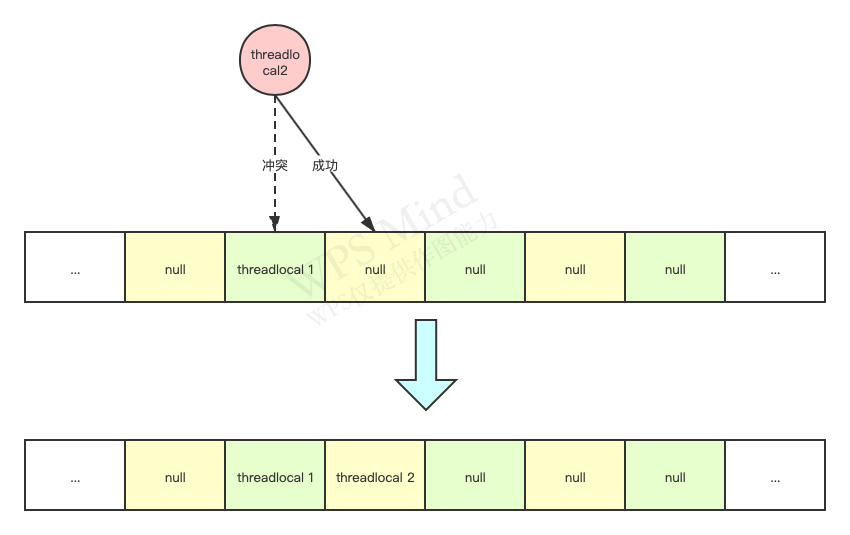 threadlo
cal2
冲突
成功
... null threadlocal 1 null null null null ...
WPS Mind
WPS仅提供作图能力
... null threadlocal 1 threadlocal 2 null null null ...